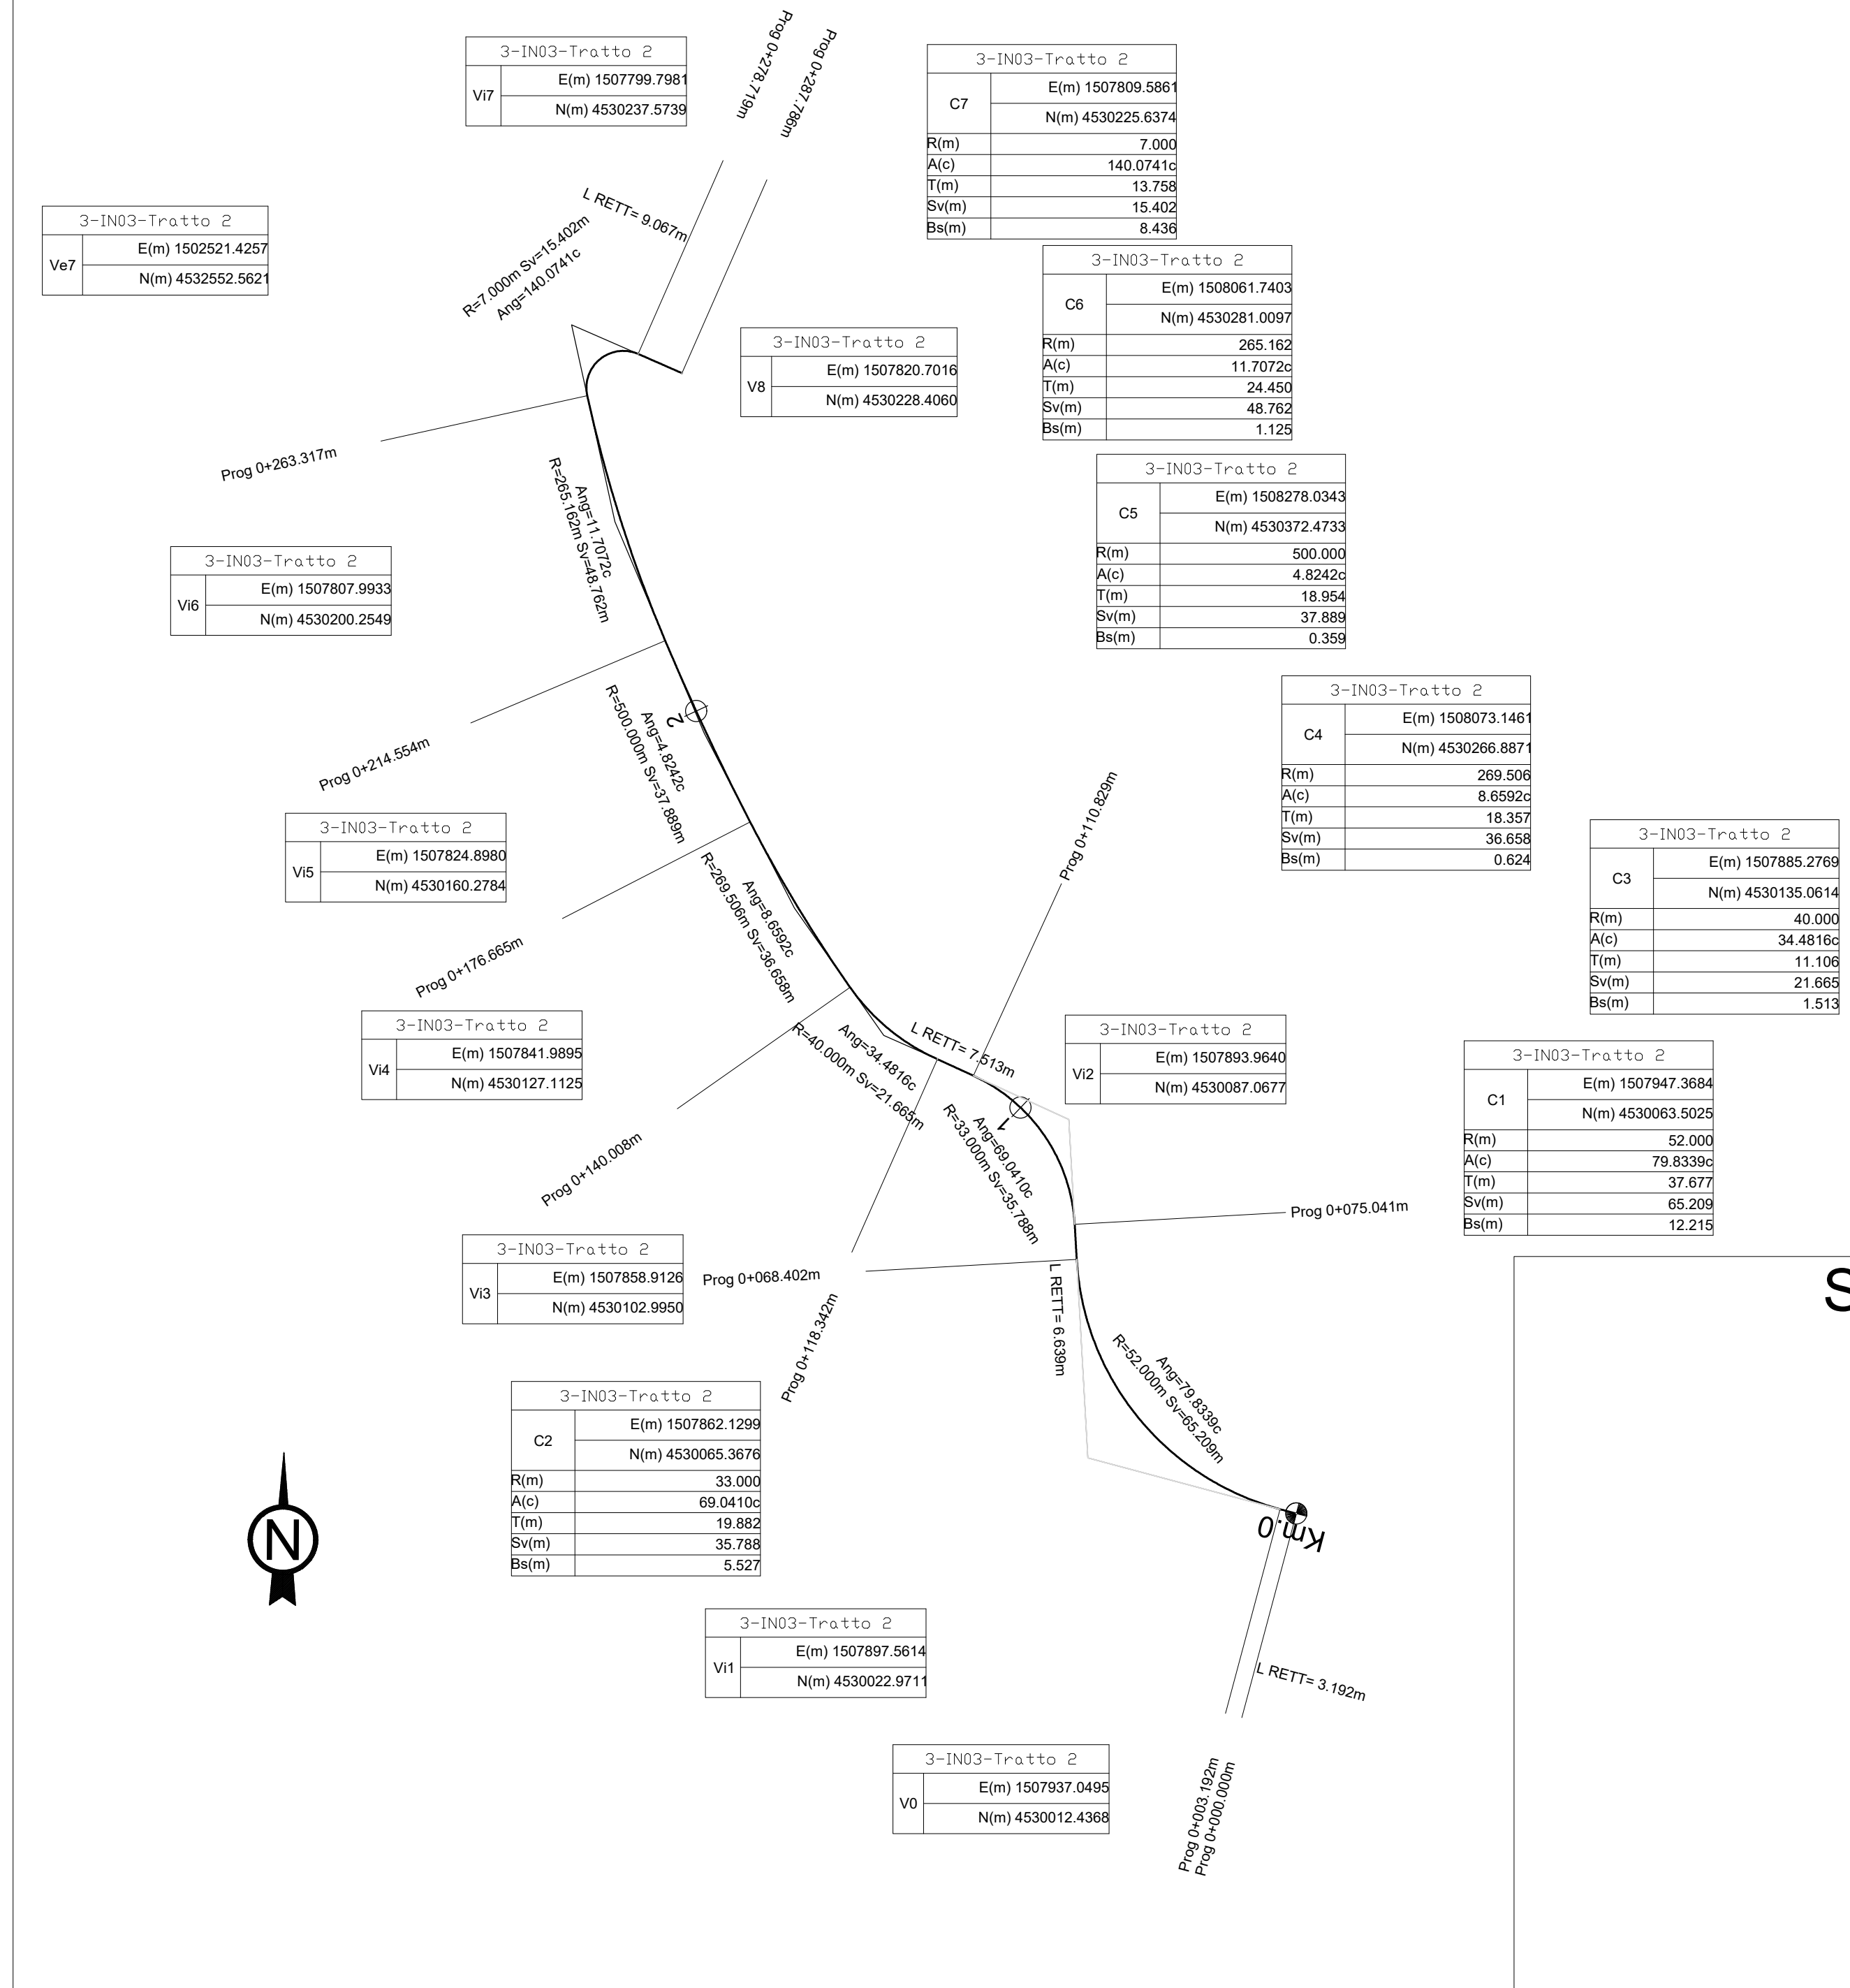 3-IN03-Tratto 2
Vi7
E(m) 1507799.7981
N(m) 4530237.5739
Prog 0+278.719m
Prog 0+287.786m
3-IN03-Tratto 2
C7
E(m) 1507809.5861
N(m) 4530225.6374
R(m) 7.000
A(c) 140.0741c
T(m) 13.758
Sv(m) 15.402
Bs(m) 8.436
3-IN03-Tratto 2
Ve7
E(m) 1502521.4257
N(m) 4532552.5621
L RETT= 9.067m
R=7.000m Sv=15.402m
Ang=140.0741c
3-IN03-Tratto 2
C6
E(m) 1508061.7403
N(m) 4530281.0097
R(m) 265.162
A(c) 11.7072c
T(m) 24.450
Sv(m) 48.762
Bs(m) 1.125
3-IN03-Tratto 2
V8
E(m) 1507820.7016
N(m) 4530228.4060
Prog 0+263.317m
3-IN03-Tratto 2
C5
E(m) 1508278.0343
N(m) 4530372.4733
R(m) 500.000
A(c) 4.8242c
T(m) 18.954
Sv(m) 37.889
Bs(m) 0.359
Ang=11.7072c
R=265.162m Sv=48.762m
3-IN03-Tratto 2
Vi6
E(m) 1507807.9933
N(m) 4530200.2549
2
Prog 0+214.554m
Ang=4.8242c
R=500.000m Sv=37.889m
3-IN03-Tratto 2
C4
E(m) 1508073.1461
N(m) 4530266.8871
R(m) 269.506
A(c) 8.6592c
T(m) 18.357
Sv(m) 36.658
Bs(m) 0.624
3-IN03-Tratto 2
Vi5
E(m) 1507824.8980
N(m) 4530160.2784
Prog 0+110.829m
3-IN03-Tratto 2
C3
E(m) 1507885.2769
N(m) 4530135.0614
R(m) 40.000
A(c) 34.4816c
T(m) 11.106
Sv(m) 21.665
Bs(m) 1.513
Prog 0+176.665m
Ang=8.6592c
R=269.506m Sv=36.658m
3-IN03-Tratto 2
Vi4
E(m) 1507841.9895
N(m) 4530127.1125
L RETT= 7.513m
Ang=34.4816c
R=40.000m Sv=21.665m
3-IN03-Tratto 2
Vi2
E(m) 1507893.9640
N(m) 4530087.0677
3-IN03-Tratto 2
C1
E(m) 1507947.3684
N(m) 4530063.5025
R(m) 52.000
A(c) 79.8339c
T(m) 37.677
Sv(m) 65.209
Bs(m) 12.215
1
Ang=69.0410c
R=33.000m Sv=35.788m
Prog 0+140.008m
Prog 0+075.041m
3-IN03-Tratto 2
Vi3
E(m) 1507858.9126
N(m) 4530102.9950
Prog 0+068.402m
Prog 0+118.342m
L RETT= 6.639m
S
Ang=79.8339c
R=52.000m Sv=65.209m
3-IN03-Tratto 2
C2
E(m) 1507862.1299
N(m) 4530065.3676
R(m) 33.000
A(c) 69.0410c
T(m) 19.882
Sv(m) 35.788
Bs(m) 5.527
N
Km.0
3-IN03-Tratto 2
Vi1
E(m) 1507897.5614
N(m) 4530022.9711
L RETT= 3.192m
3-IN03-Tratto 2
V0
E(m) 1507937.0495
N(m) 4530012.4368
Prog 0+003.192m
Prog 0+000.000m